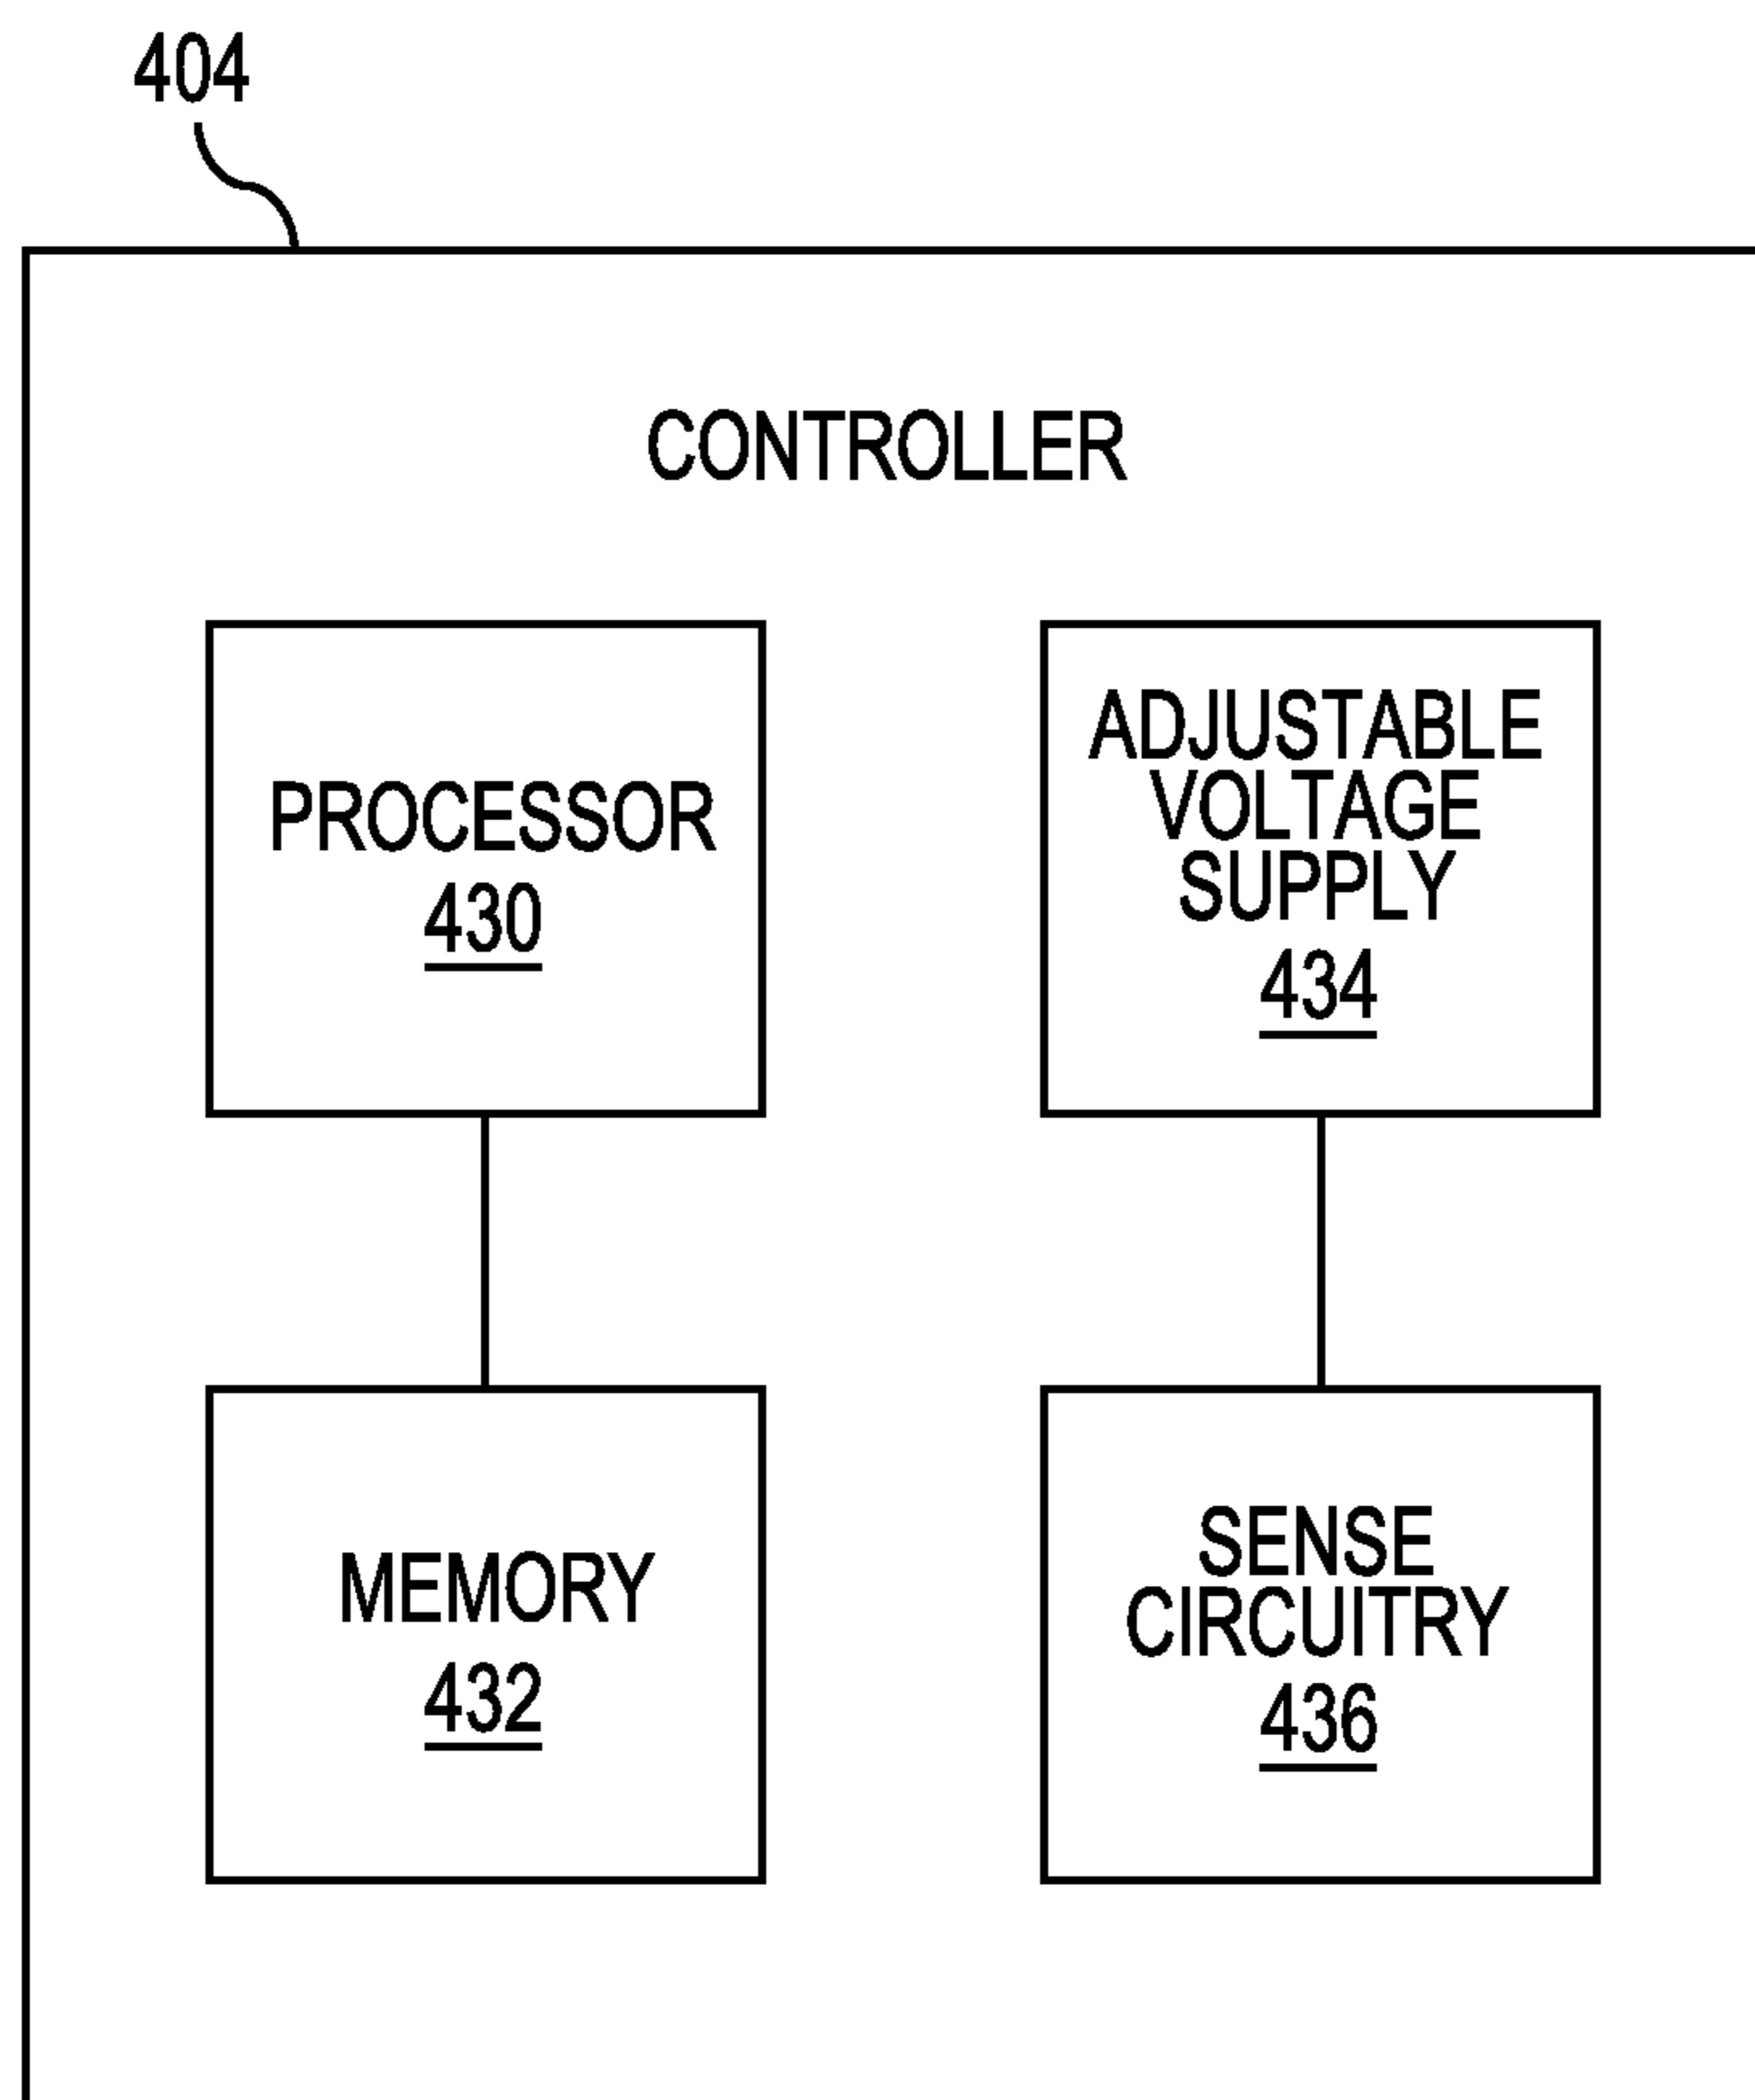 404
CONTROLLER
PROCESSOR
430
ADJUSTABLE
VOLTAGE
SUPPLY
434
MEMORY
432
SENSE
CIRCUITRY
436